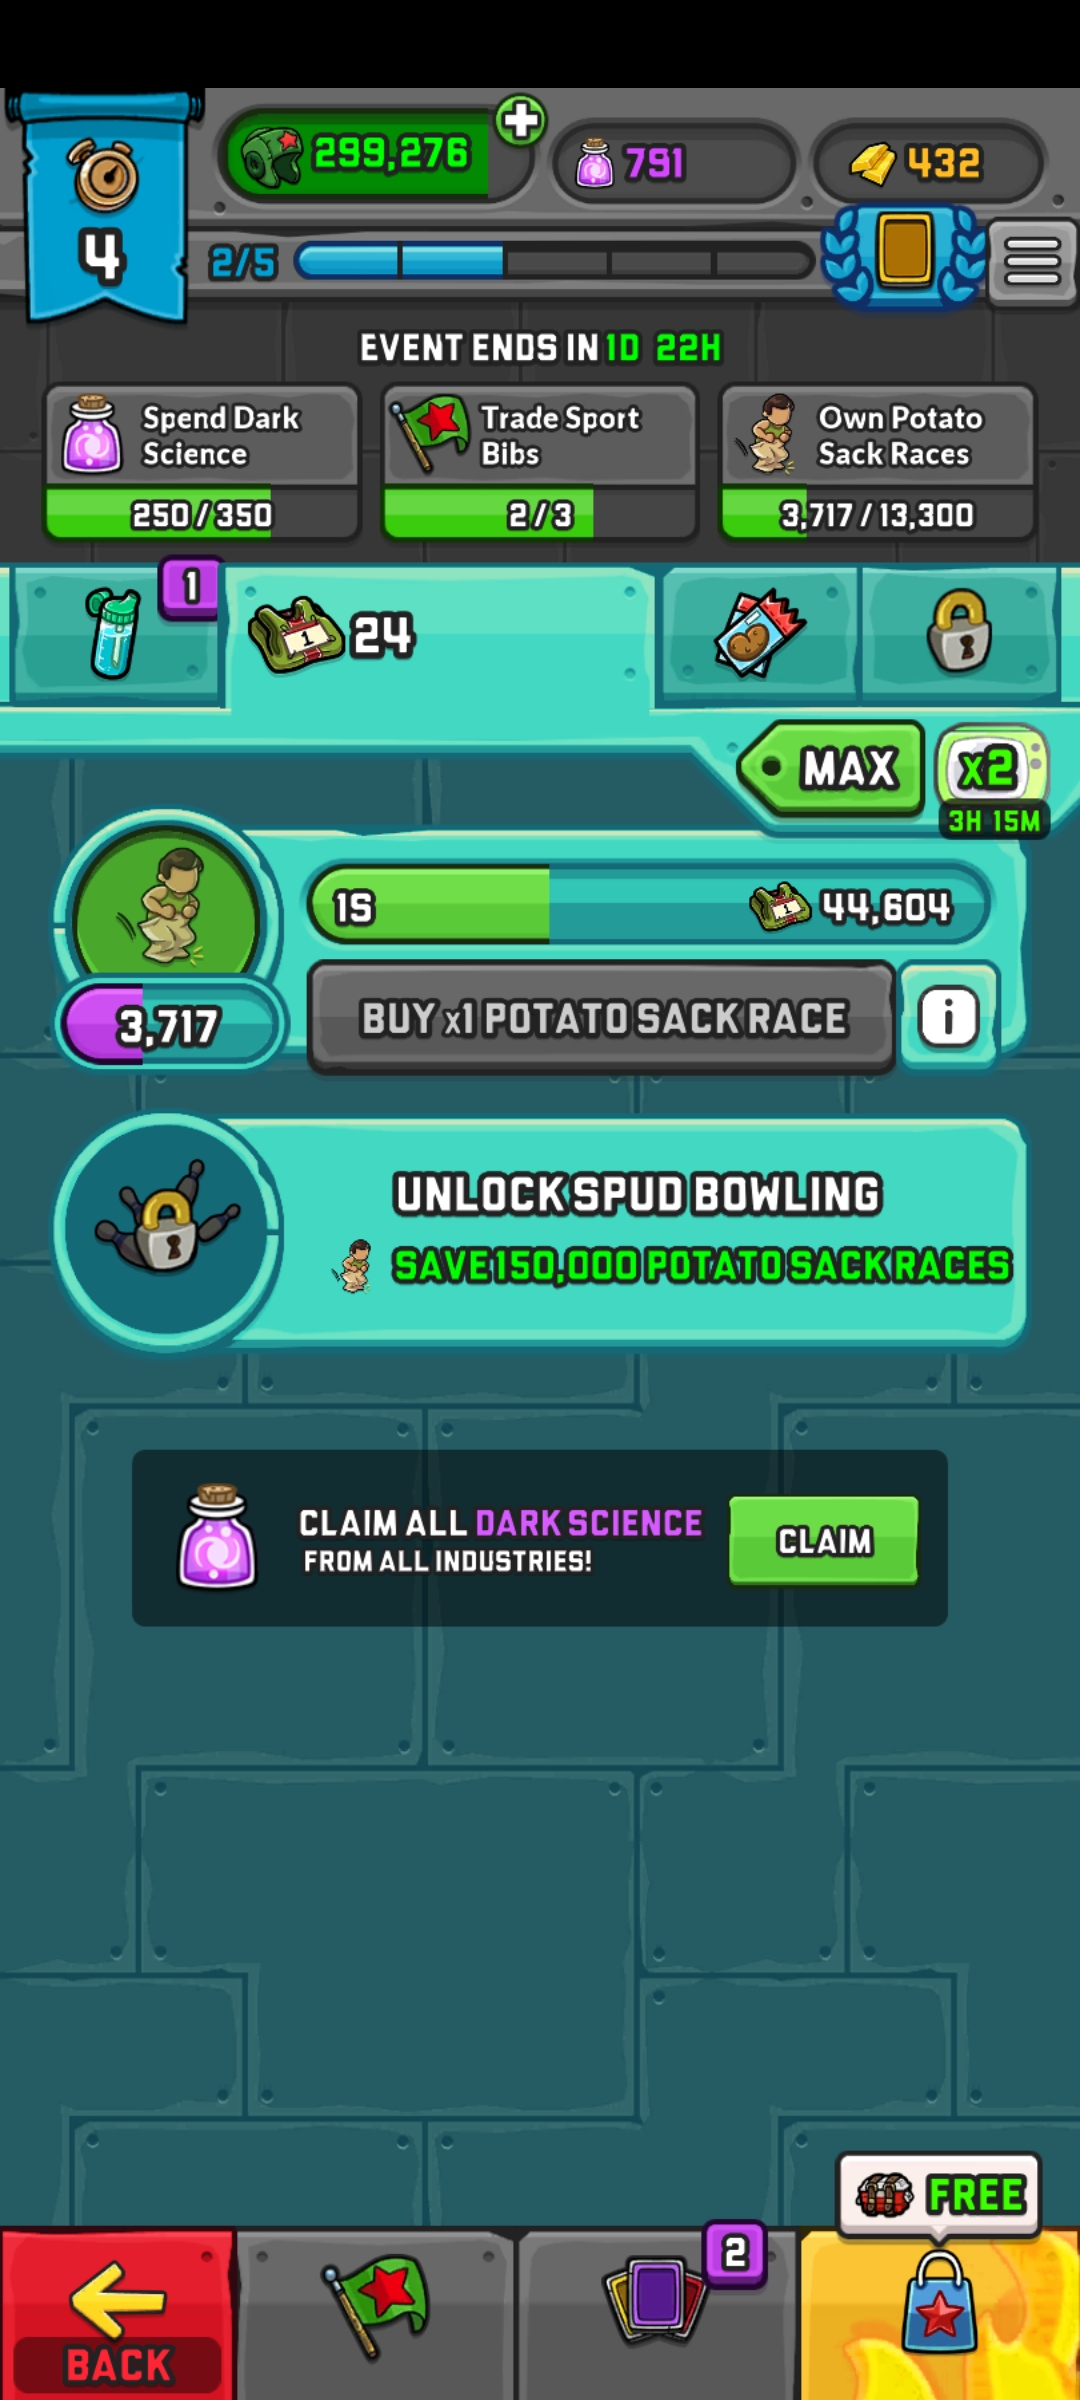 299,276
791
432
4
2/5
EVENT ENDS IN 1D 22H
Spend Dark
Science
250/350
Trade Sport
Bibs
2/3
Own Potato
Sack Races
3,717/13,300
1
1
24
MAX
x2
3H 15M
1S
1
44,604
3,717
BUY x1 POTATO SACK RACE
i
UNLOCK SPUD BOWLING
SAVE 150,000 POTATO SACK RACES
CLAIM ALL DARK SCIENCE
FROM ALL INDUSTRIES!
CLAIM
FREE
2
BACK